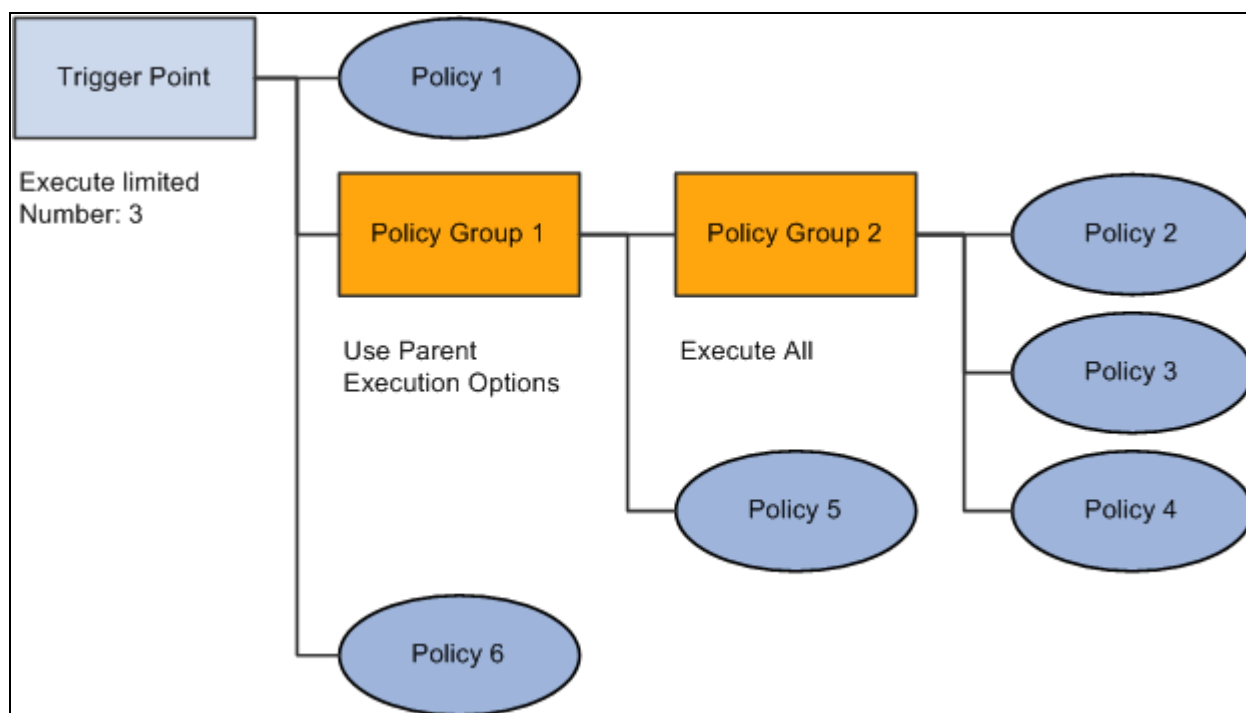 Trigger Point
Policy 1
Execute limited
Number: 3
Policy Group 1
Policy Group 2
Policy 2
Use Parent
Execution Options
Execute All
Policy 3
Policy 5
Policy 4
Policy 6